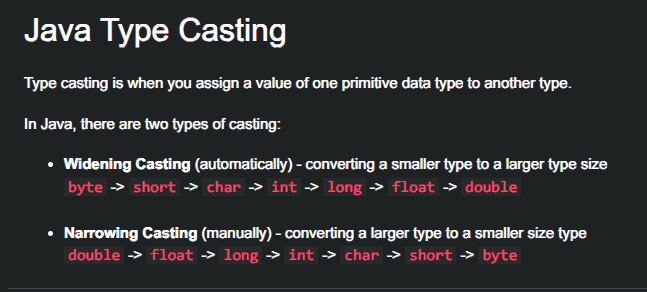 Java Type Casting
Type casting is when you assign a value of one primitive data type to another type.
In Java, there are two types of casting:
• Widening Casting (automatically) - converting a smaller type to a larger type size
byte -> short -> char -> int -> long -> float -> double
• Narrowing Casting (manually) - converting a larger type to a smaller size type
double -> float -> long -> int -> char -> short -> byte